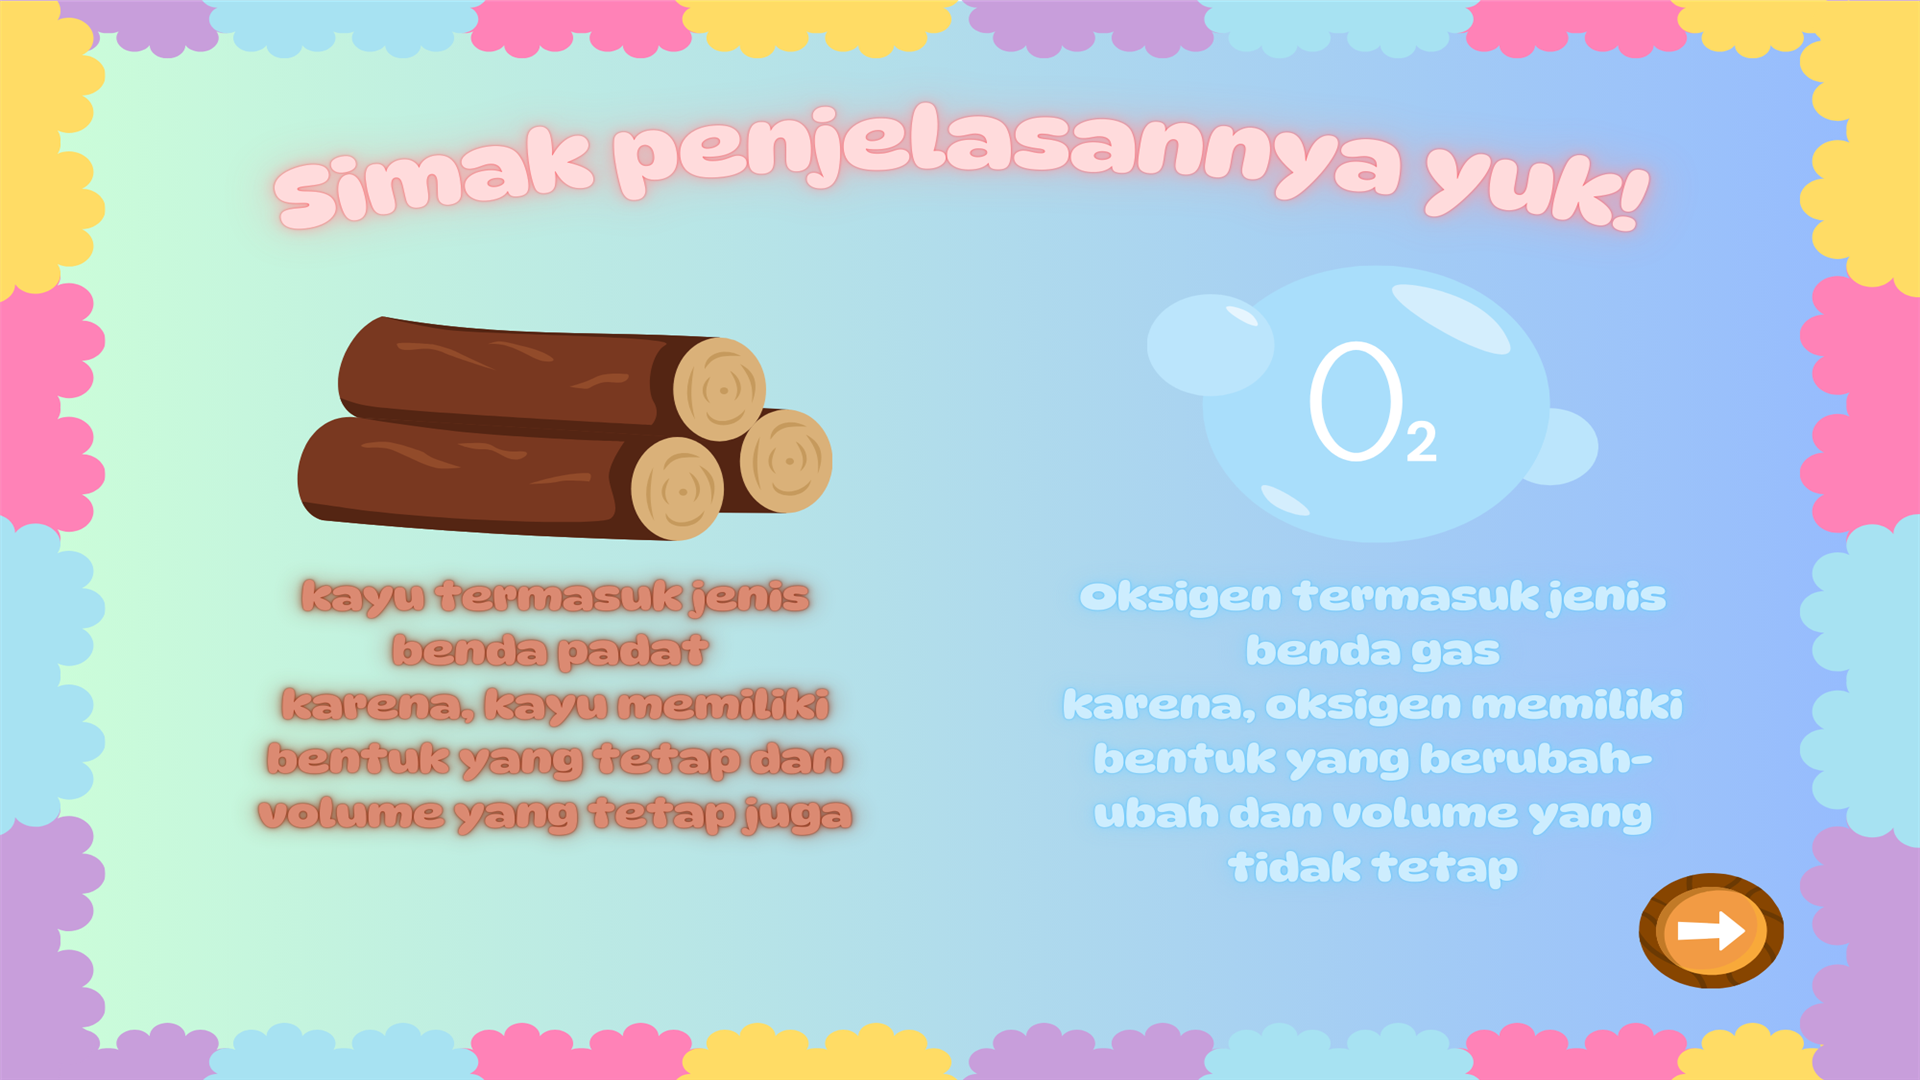 Simak penjelasannya yuk!
O₂
kayu termasuk jenis
benda padat
karena, kayu memiliki
bentuk yang tetap dan
volume yang tetap juga
Oksigen termasuk jenis
benda gas
karena, oksigen memiliki
bentuk yang berubah-
ubah dan volume yang
tidak tetap